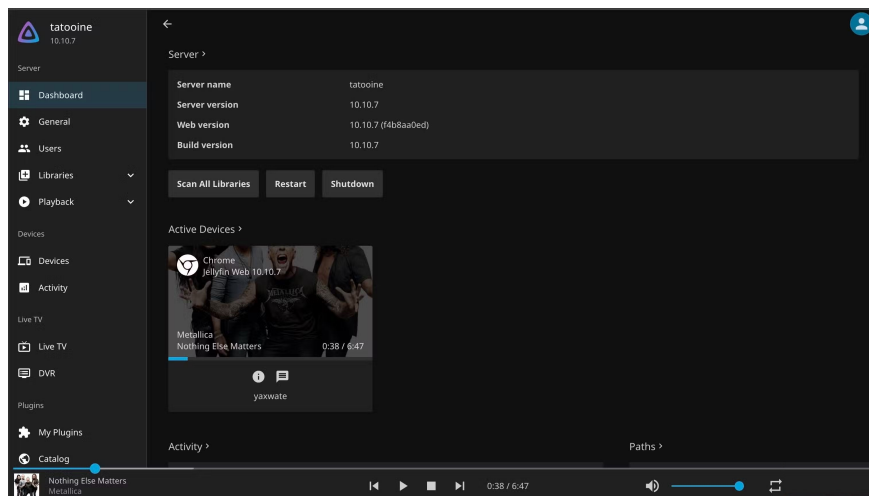 tatooine
10.10.7
Server
Dashboard
General
Users
Libraries
Playback
Devices
Devices
Activity
Live TV
Live TV
DVR
Plugins
My Plugins
Catalog
Server
Server name tatooine
Server version 10.10.7
Web version 10.10.7 (f4b8aa0ed)
Build version 10.10.7
Scan All Libraries Restart Shutdown
Active Devices
Chrome
Jellyfin Web 10.10.7
METALLICA
Metallica
Nothing Else Matters 0:38 / 6:47
yaxwate
Activity Paths
Nothing Else Matters
Metallica
0:38 / 6:47